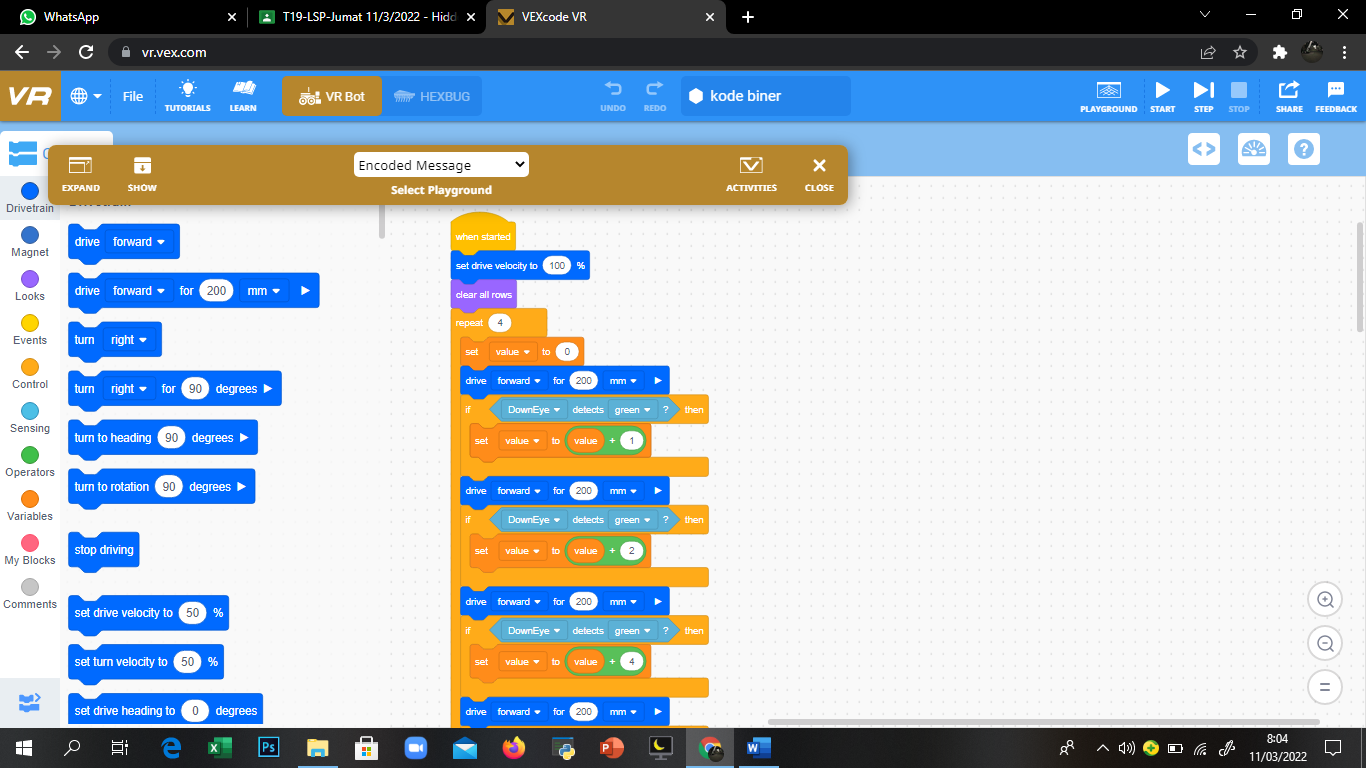 WhatsApp
T19-LSP-Jumat 11/3/2022 - Hidd
VEXcode VR
vr.vex.com
VR
File
TUTORIALS
LEARN
VR Bot
HEXBUG
UNDO
REDO
kode biner
PLAYGROUND
START
STEP
STOP
SHARE
FEEDBACK
EXPAND
SHOW
Encoded Message
Select Playground
ACTIVITIES
CLOSE
Drivetrain
Magnet
Looks
Events
Control
Sensing
Operators
Variables
My Blocks
Comments
Drivetrain
drive forward
drive forward for 200 mm
turn right
turn right for 90 degrees
turn to heading 90 degrees
turn to rotation 90 degrees
stop driving
set drive velocity to 50 %
set turn velocity to 50 %
set drive heading to 0 degrees
when started
set drive velocity to 100 %
clear all rows
repeat 4
set value to 0
drive forward for 200 mm
if DownEye detects green ? then
set value to value + 1
drive forward for 200 mm
if DownEye detects green ? then
set value to value + 2
drive forward for 200 mm
if DownEye detects green ? then
set value to value + 4
drive forward for 200 mm
8:04
11/03/2022